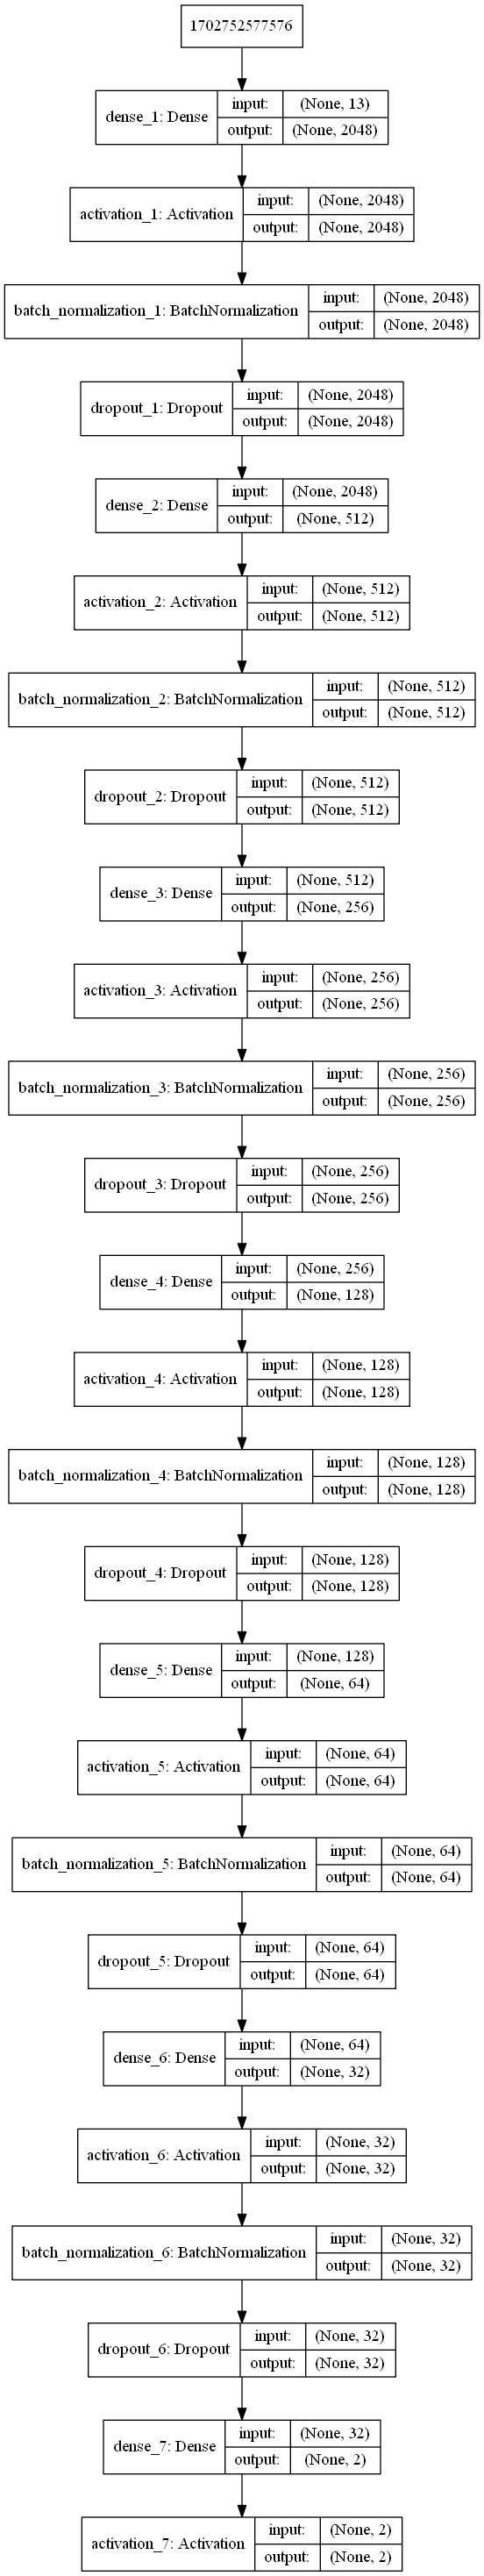 1702752577576
dense_1: Dense
input: (None, 13)
output: (None, 2048)
activation_1: Activation
input: (None, 2048)
output: (None, 2048)
batch_normalization_1: BatchNormalization
input: (None, 2048)
output: (None, 2048)
dropout_1: Dropout
input: (None, 2048)
output: (None, 2048)
dense_2: Dense
input: (None, 2048)
output: (None, 512)
activation_2: Activation
input: (None, 512)
output: (None, 512)
batch_normalization_2: BatchNormalization
input: (None, 512)
output: (None, 512)
dropout_2: Dropout
input: (None, 512)
output: (None, 512)
dense_3: Dense
input: (None, 512)
output: (None, 256)
activation_3: Activation
input: (None, 256)
output: (None, 256)
batch_normalization_3: BatchNormalization
input: (None, 256)
output: (None, 256)
dropout_3: Dropout
input: (None, 256)
output: (None, 256)
dense_4: Dense
input: (None, 256)
output: (None, 128)
activation_4: Activation
input: (None, 128)
output: (None, 128)
batch_normalization_4: BatchNormalization
input: (None, 128)
output: (None, 128)
dropout_4: Dropout
input: (None, 128)
output: (None, 128)
dense_5: Dense
input: (None, 128)
output: (None, 64)
activation_5: Activation
input: (None, 64)
output: (None, 64)
batch_normalization_5: BatchNormalization
input: (None, 64)
output: (None, 64)
dropout_5: Dropout
input: (None, 64)
output: (None, 64)
dense_6: Dense
input: (None, 64)
output: (None, 32)
activation_6: Activation
input: (None, 32)
output: (None, 32)
batch_normalization_6: BatchNormalization
input: (None, 32)
output: (None, 32)
dropout_6: Dropout
input: (None, 32)
output: (None, 32)
dense_7: Dense
input: (None, 32)
output: (None, 2)
activation_7: Activation
input: (None, 2)
output: (None, 2)